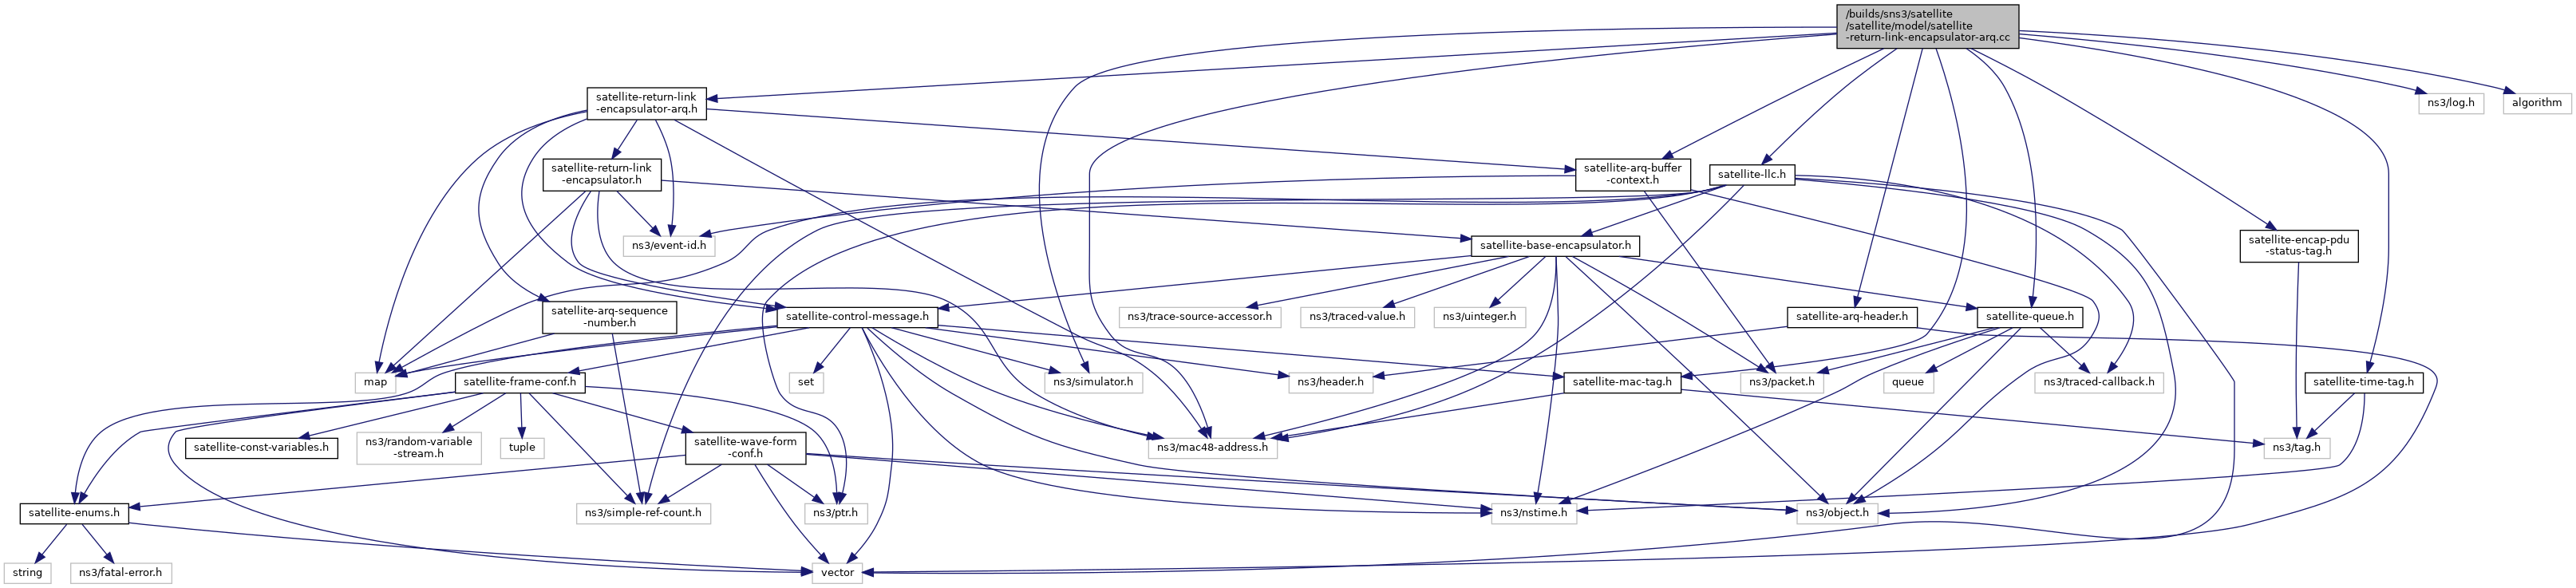 /builds/sns3/satellite
/satellite/model/satellite
-return-link-encapsulator-arq.cc
satellite-return-link
-encapsulator-arq.h
ns3/log.h
algorithm
satellite-return-link
-encapsulator.h
satellite-arq-buffer
-context.h
satellite-llc.h
ns3/event-id.h
satellite-base-encapsulator.h
satellite-encap-pdu
-status-tag.h
satellite-arq-sequence
-number.h
satellite-control-message.h
ns3/trace-source-accessor.h
ns3/traced-value.h
ns3/uinteger.h
satellite-arq-header.h
satellite-queue.h
map
satellite-frame-conf.h
set
ns3/simulator.h
ns3/header.h
satellite-mac-tag.h
ns3/packet.h
queue
ns3/traced-callback.h
satellite-time-tag.h
satellite-const-variables.h
ns3/random-variable
-stream.h
tuple
satellite-wave-form
-conf.h
ns3/mac48-address.h
ns3/tag.h
satellite-enums.h
ns3/simple-ref-count.h
ns3/ptr.h
ns3/nstime.h
ns3/object.h
string
ns3/fatal-error.h
vector